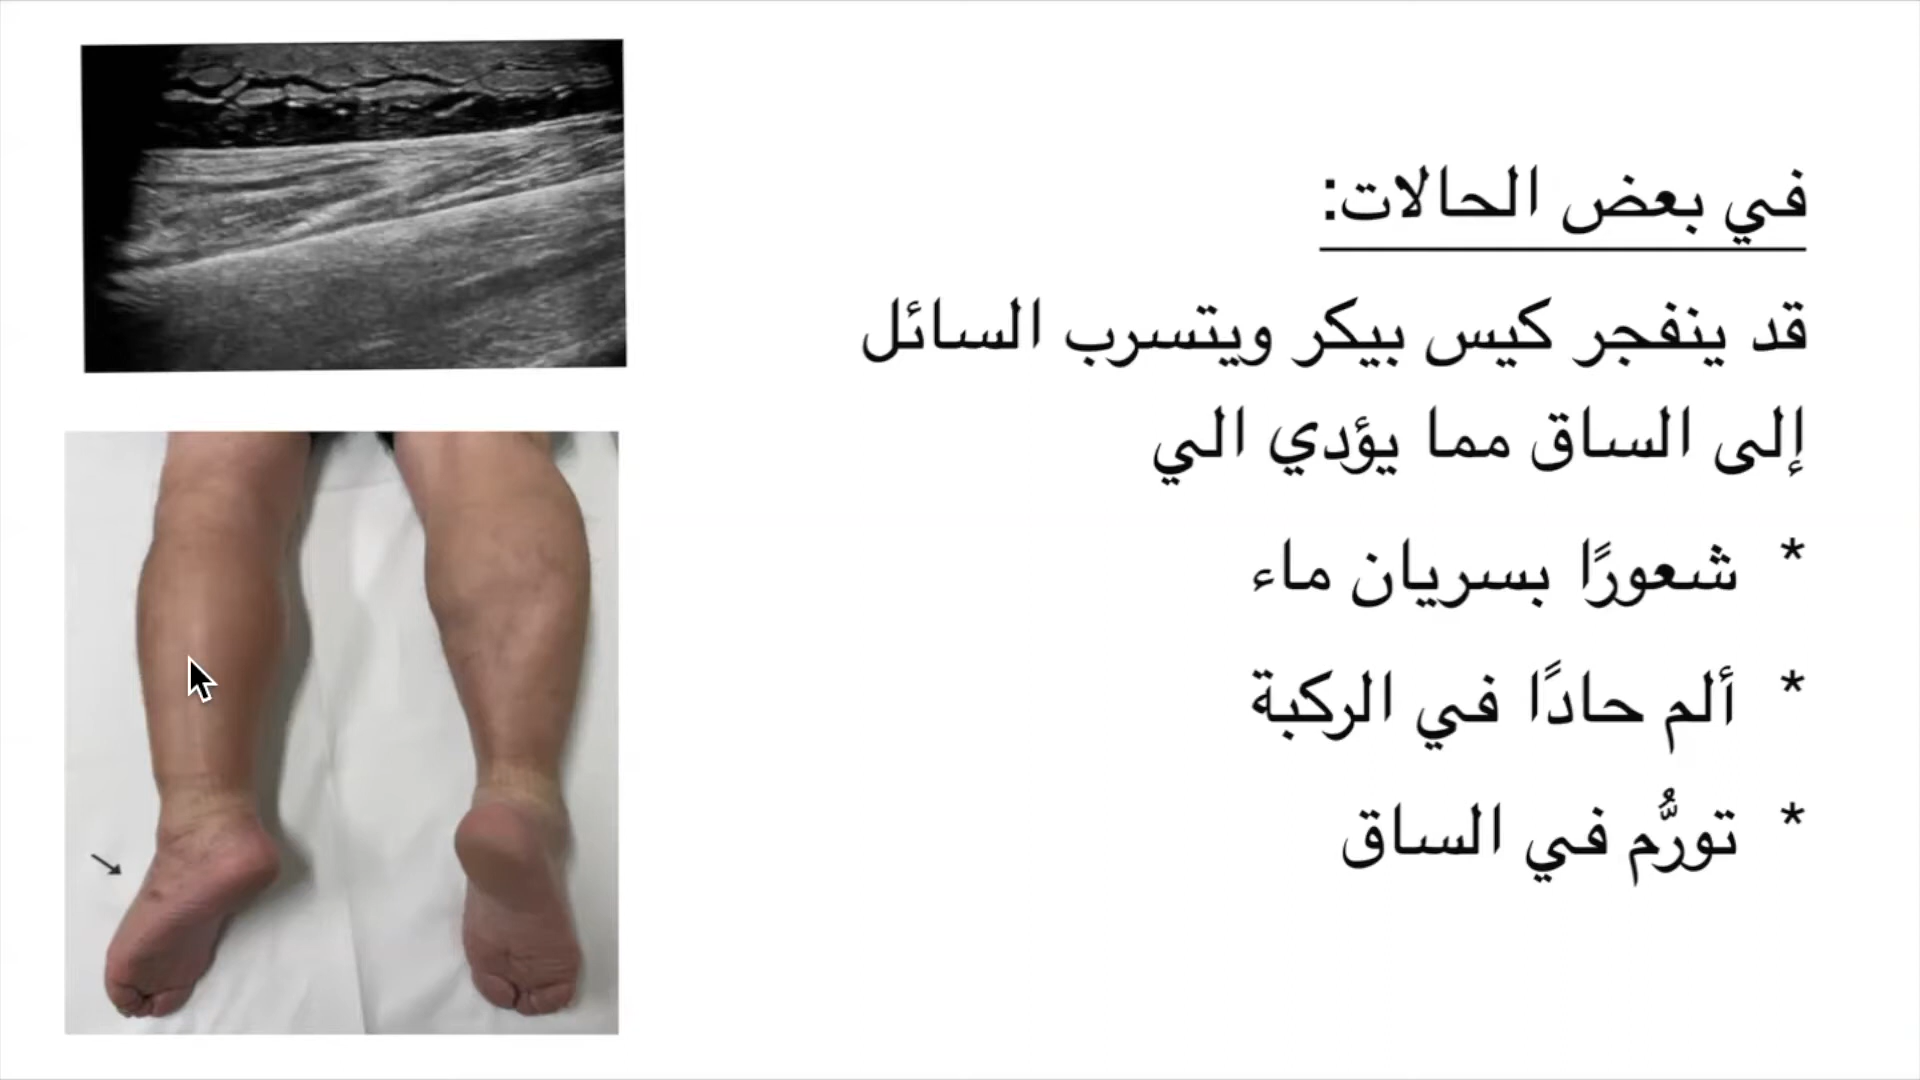 في بعض الحالات:
قد ينفجر كيس بيكر ويتسرب السائل
إلى الساق مما يؤدي الي
* شعورًا بسريان ماء
* ألم حادًا في الركبة
* تورُّم في الساق